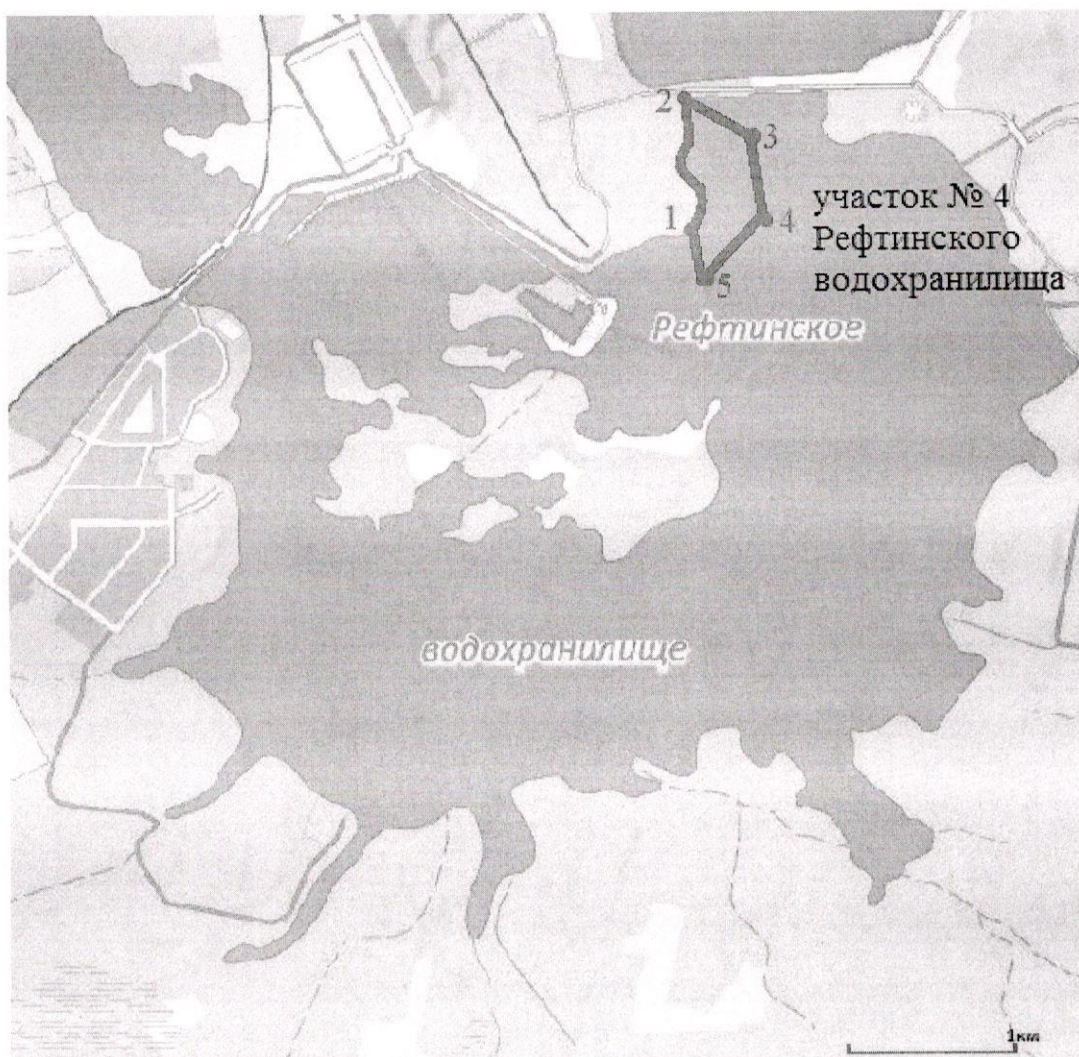 2
3
1
4
5
участок № 4
Рефтинского
водохранилища
Рефтинское
водохранилище
1км